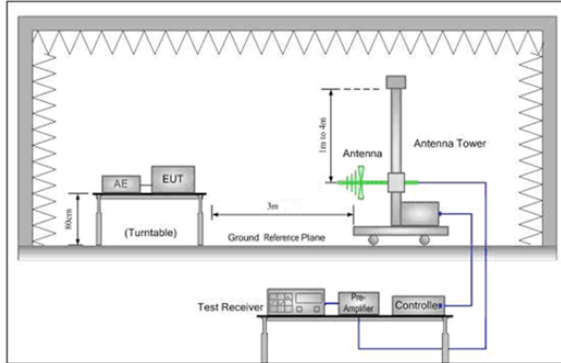 1m to 4m
Antenna
Antenna Tower
AE
EUT
80cm
3m
(Turntable)
Ground Reference Plane
Test Receiver
Pre-
Amplifier
Controller